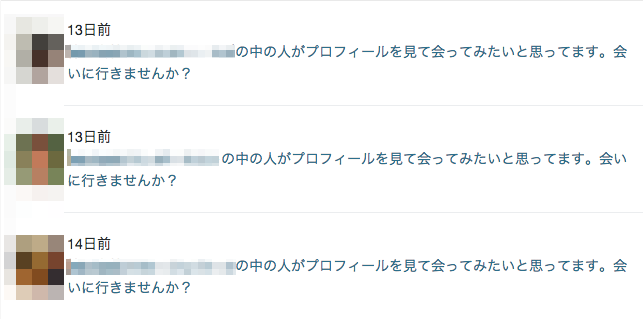 13日前
の中の人がプロフィールを見て会ってみたいと思ってます。会
いに行きませんか？
13日前
の中の人がプロフィールを見て会ってみたいと思ってます。会い
に行きませんか？
14日前
の中の人がプロフィールを見て会ってみたいと思ってます。会
いに行きませんか？